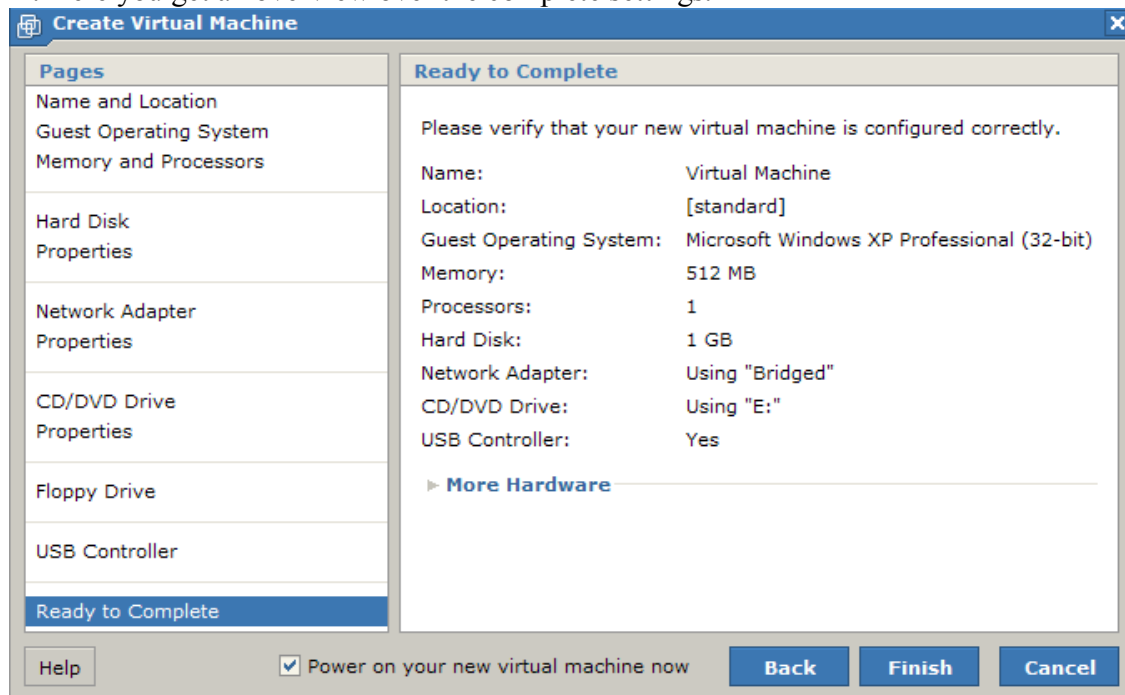 Create Virtual Machine
Pages
Name and Location
Guest Operating System
Memory and Processors
Hard Disk
Properties
Network Adapter
Properties
CD/DVD Drive
Properties
Floppy Drive
USB Controller
Ready to Complete
Ready to Complete
Please verify that your new virtual machine is configured correctly.
Name: Virtual Machine
Location: [standard]
Guest Operating System: Microsoft Windows XP Professional (32-bit)
Memory: 512 MB
Processors: 1
Hard Disk: 1 GB
Network Adapter: Using "Bridged"
CD/DVD Drive: Using "E:"
USB Controller: Yes
More Hardware
Help
Power on your new virtual machine now
Back
Finish
Cancel